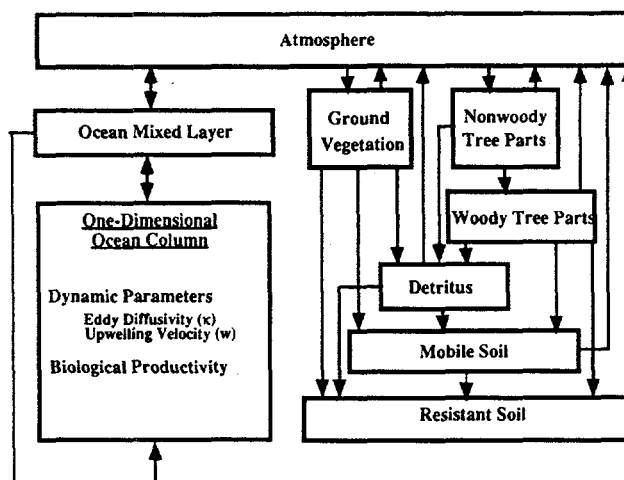 Atmosphere
Ocean Mixed Layer
One-Dimensional
Ocean Column
Dynamic Parameters
Eddy Diffusivity (κ)
Upwelling Velocity (w)
Biological Productivity
Ground
Vegetation
Nonwoody
Tree Parts
Woody Tree Parts
Detritus
Mobile Soil
Resistant Soil